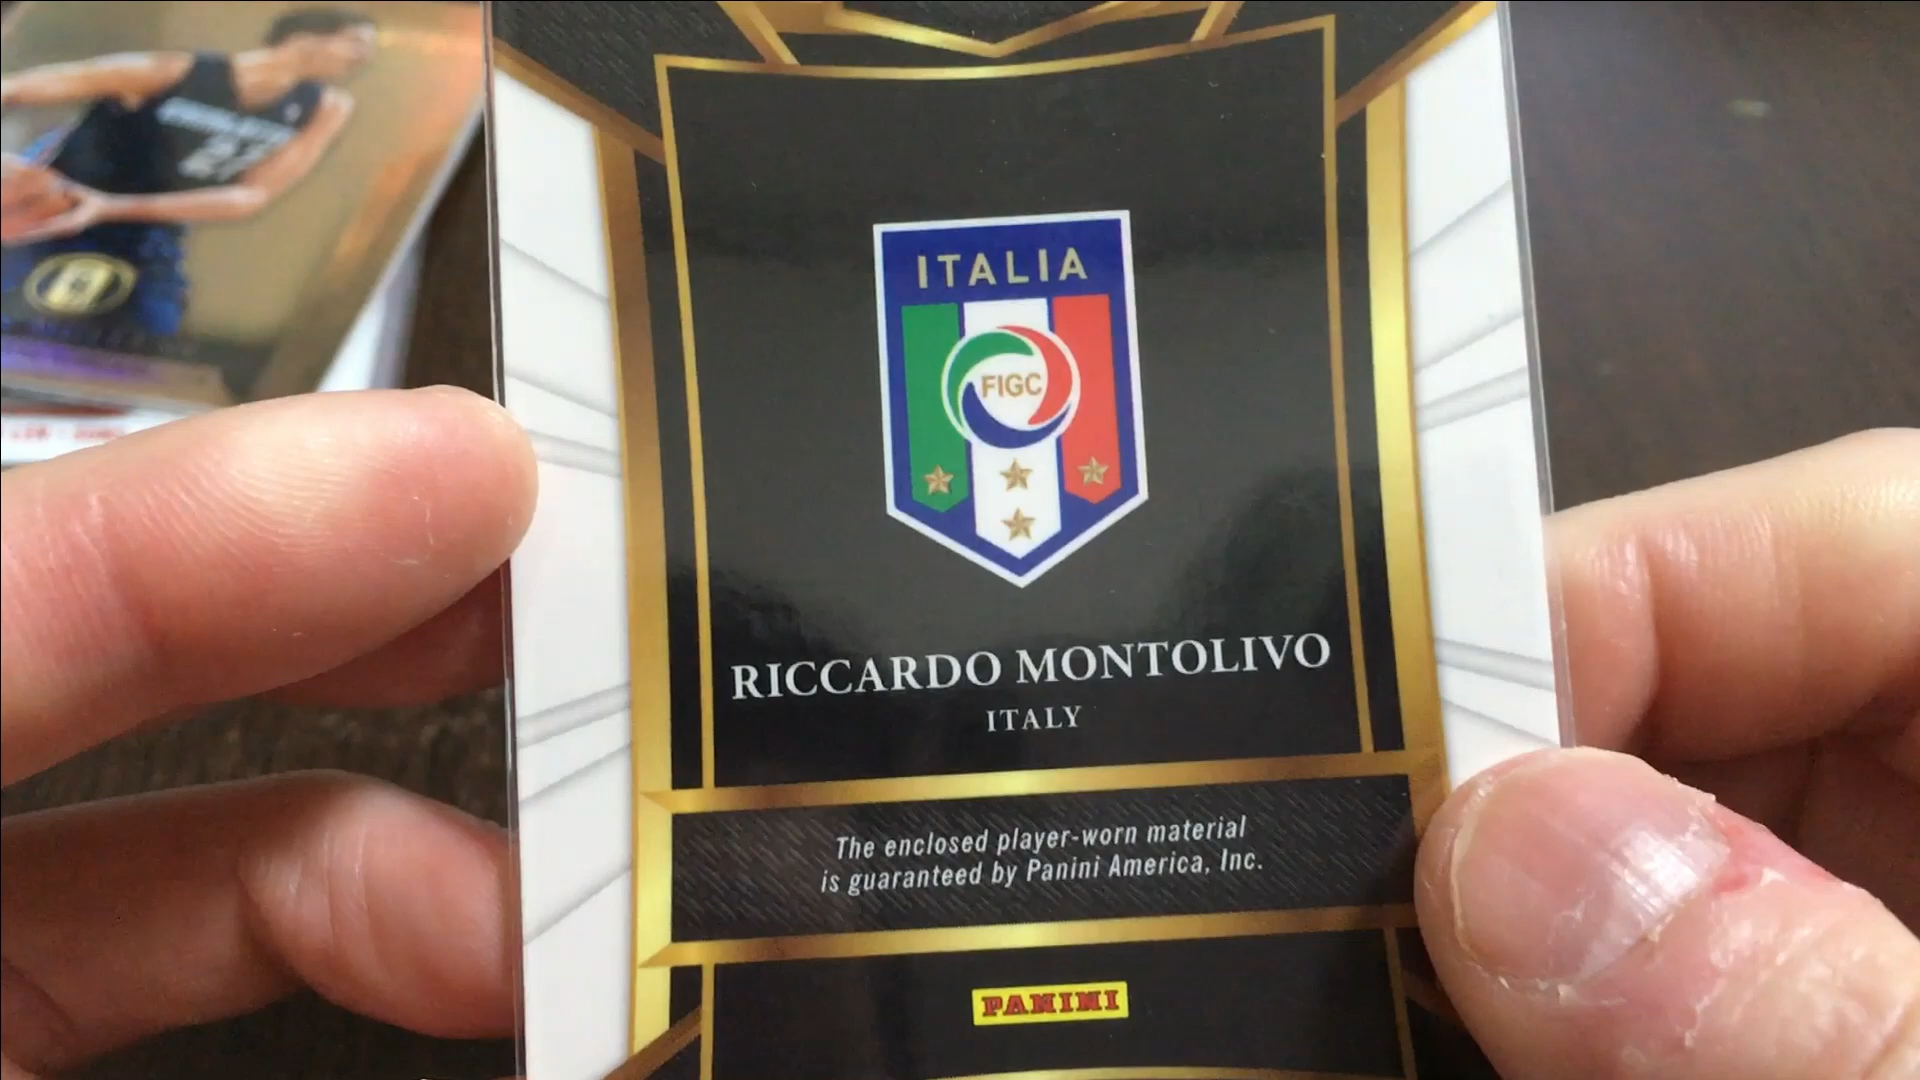 ITALIA
FIGC
RICCARDO MONTOLIVO
ITALY
The enclosed player-worn material
is guaranteed by Panini America, Inc.
PANINI